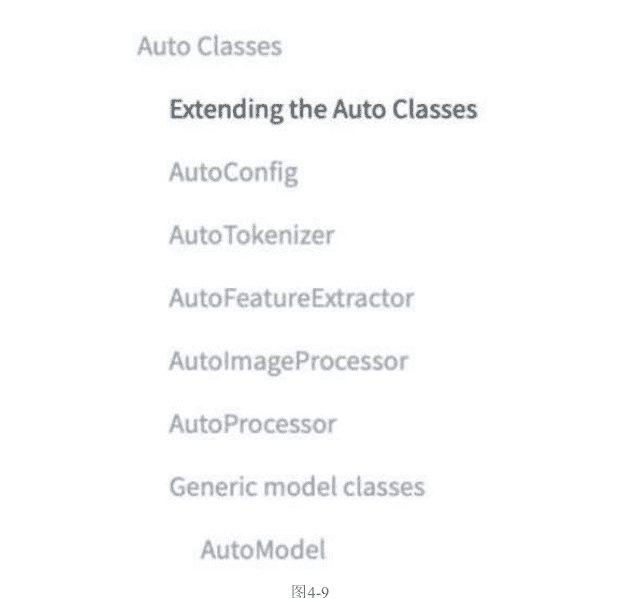 Auto Classes
Extending the Auto Classes
AutoConfig
AutoTokenizer
AutoFeatureExtractor
AutoImageProcessor
AutoProcessor
Generic model classes
AutoModel
图4-9